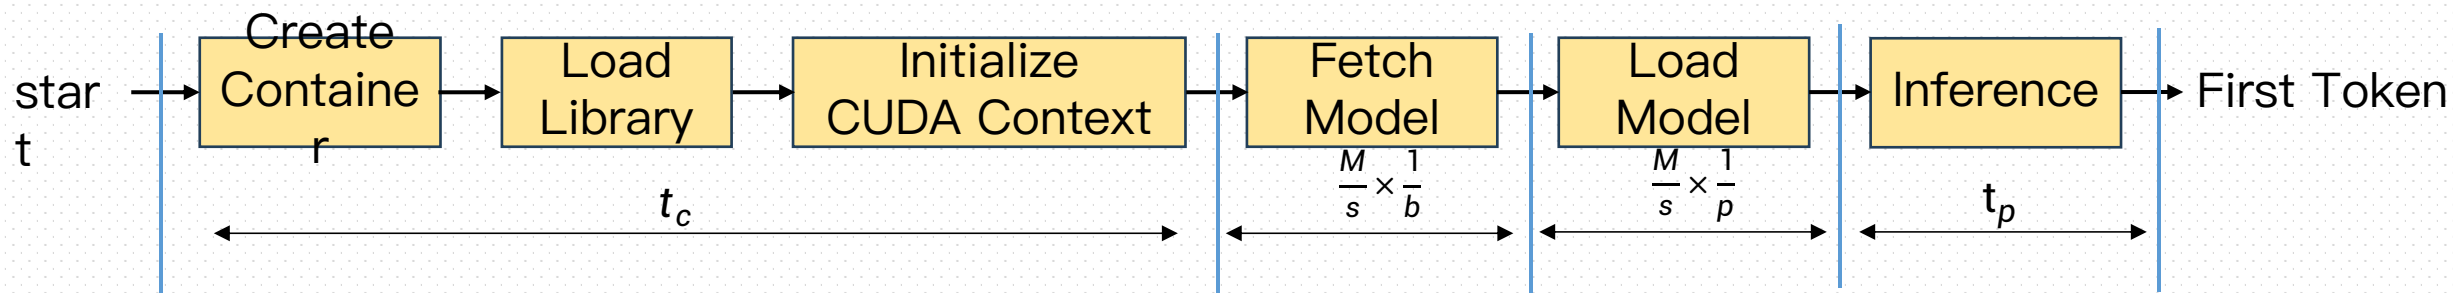 star
t
Create
Containe
r
Load
Library
Initialize
CUDA Context
Fetch
Model
Load
Model
Inference
First Token
t_c
M/s × 1/b
M/s × 1/p
t_p